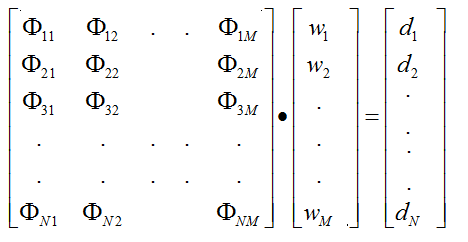 Φ11 Φ12 . . Φ1M w1 d1
Φ21 Φ22 Φ2M w2 d2
Φ31 Φ32 Φ3M . • = .
. . . . . . .
. . . . . . .
ΦN1 ΦN2 ΦNM wM dN